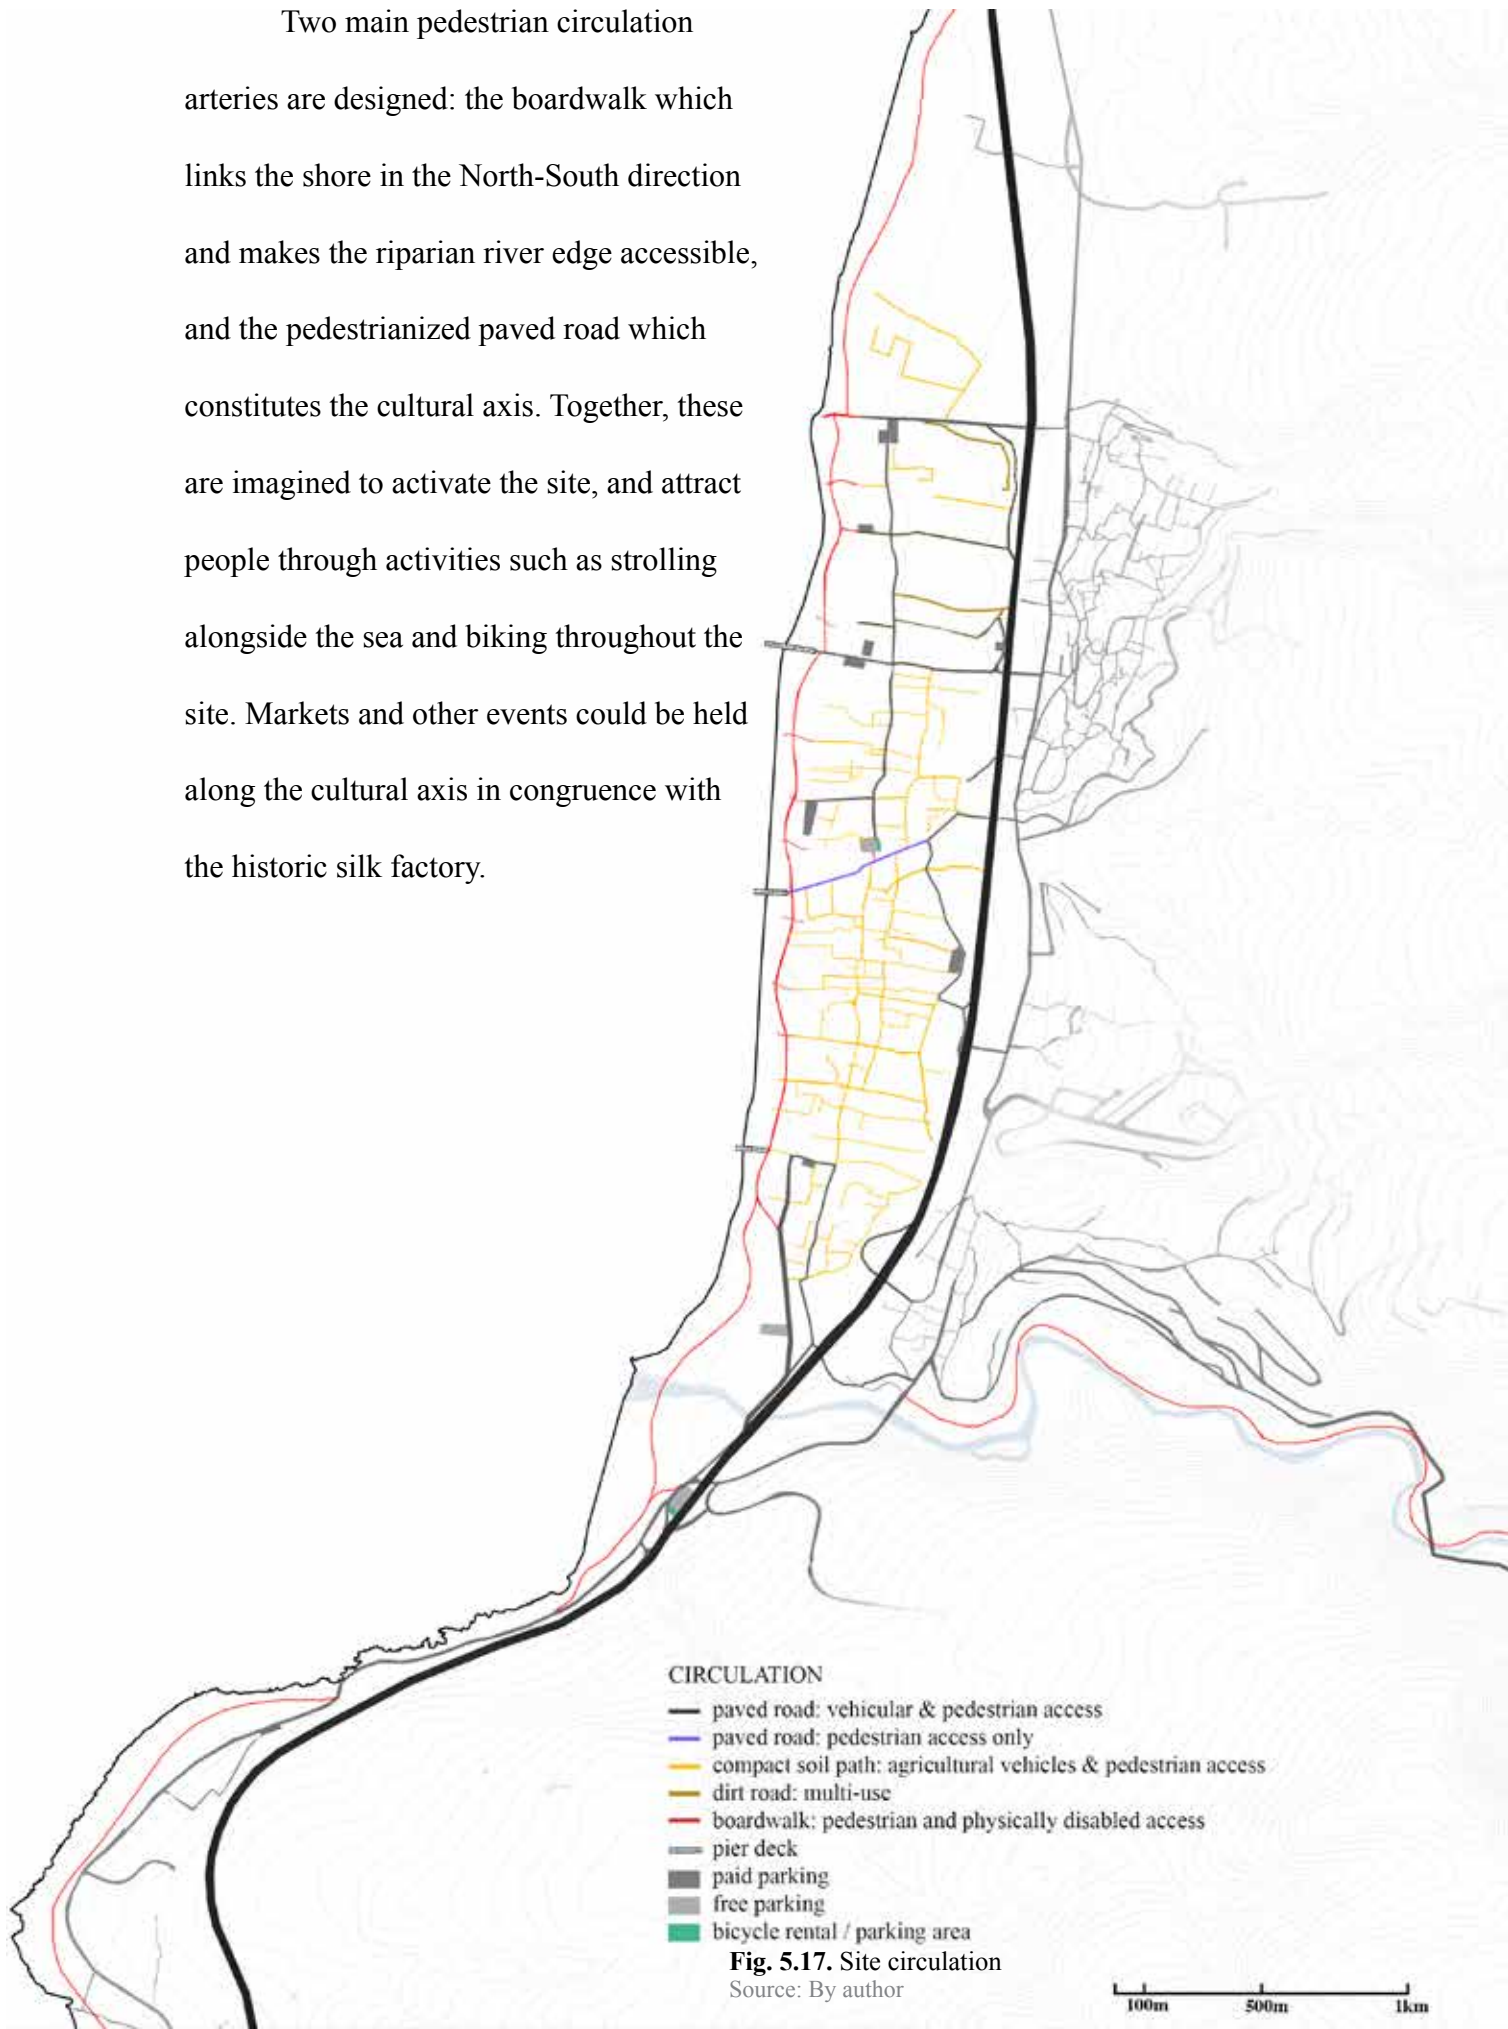 Two main pedestrian circulation
arteries are designed: the boardwalk which
links the shore in the North-South direction
and makes the riparian river edge accessible,
and the pedestrianized paved road which
constitutes the cultural axis. Together, these
are imagined to activate the site, and attract
people through activities such as strolling
alongside the sea and biking throughout the
site. Markets and other events could be held
along the cultural axis in congruence with
the historic silk factory.
CIRCULATION
paved road: vehicular & pedestrian access
paved road: pedestrian access only
compact soil path: agricultural vehicles & pedestrian access
dirt road: multi-use
boardwalk: pedestrian and physically disabled access
pier deck
paid parking
free parking
bicycle rental / parking area
Fig. 5.17. Site circulation
Source: By author
100m 500m 1km